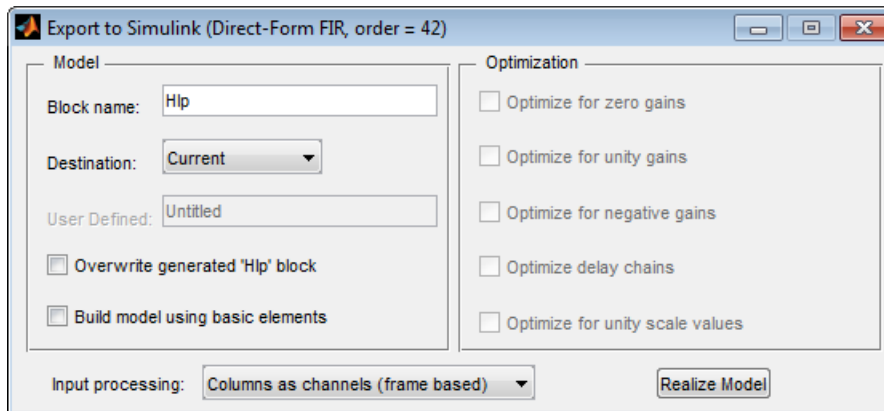 Export to Simulink (Direct-Form FIR, order = 42)
Model
Block name: Hlp
Destination: Current
User Defined: Untitled
Overwrite generated 'Hlp' block
Build model using basic elements
Optimization
Optimize for zero gains
Optimize for unity gains
Optimize for negative gains
Optimize delay chains
Optimize for unity scale values
Input processing: Columns as channels (frame based)
Realize Model